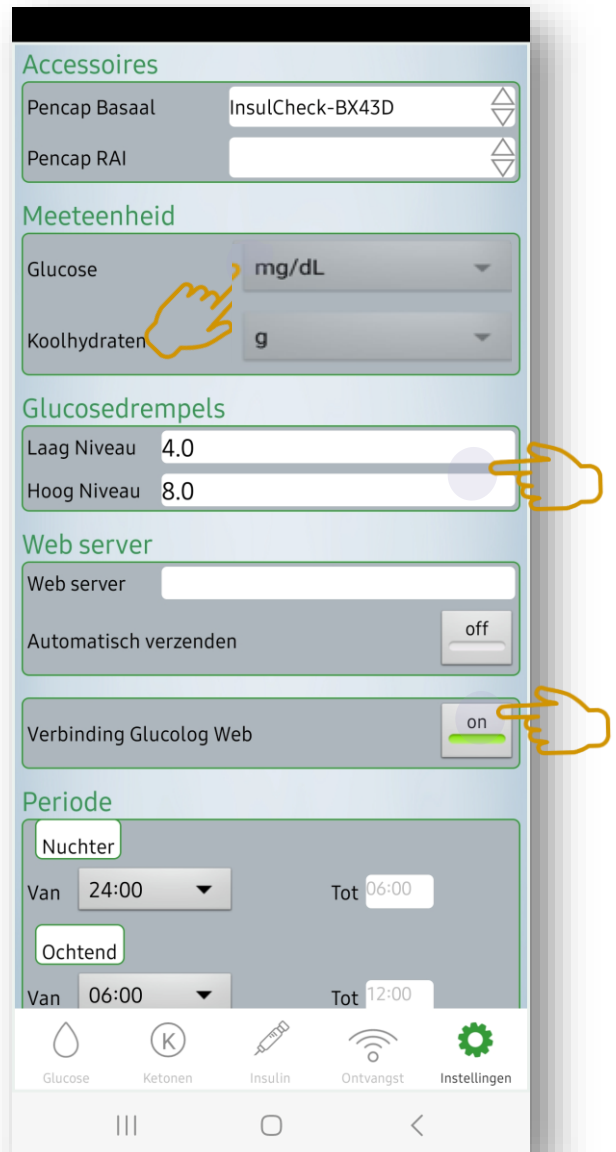 Accessoires
Pencap Basaal InsulCheck-BX43D
Pencap RAI
Meeteenheid
Glucose mg/dL
Koolhydraten g
Glucosedrempels
Laag Niveau 4.0
Hoog Niveau 8.0
Web server
Web server
Automatisch verzenden off
Verbinding Glucolog Web on
Periode
Nuchter
Van 24:00 Tot 06:00
Ochtend
Van 06:00 Tot 12:00
K
Glucose Ketonen Insulin Ontvangst Instellingen